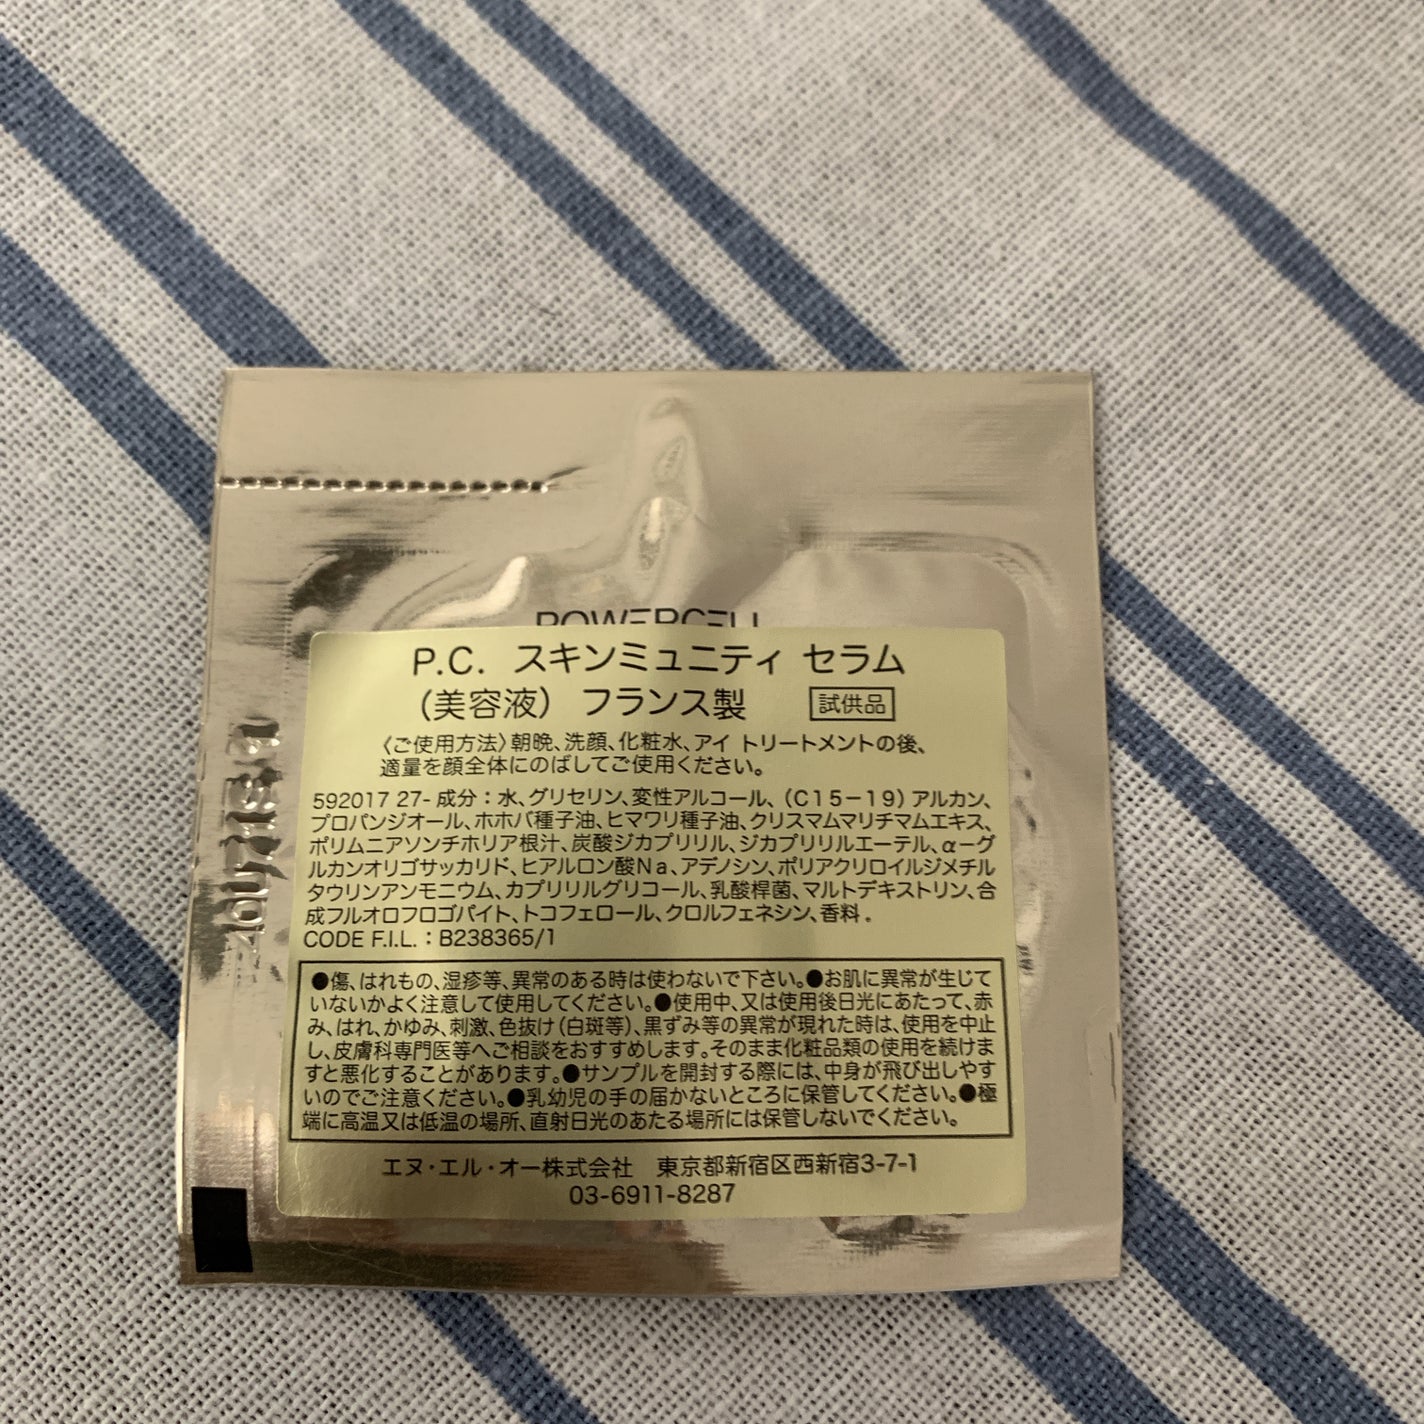 POWERCELL
P.C. スキンミュニティ セラム
(美容液) フランス製 試供品
〈ご使用方法〉朝晩、洗顔、化粧水、アイ トリートメントの後、
適量を顔全体にのばしてご使用ください。
592017 27- 成分:水、グリセリン、変性アルコール、(C15-19)アルカン、
プロパンジオール、ホホバ種子油、ヒマワリ種子油、クリスマムマリチマムエキス、
ポリムニアソンチホリア根汁、炭酸ジカプリリル、ジカプリリルエーテル、α-グ
ルカンオリゴサッカリド、ヒアルロン酸Na、アデノシン、ポリアクリロイルジメチル
タウリンアンモニウム、カプリリルグリコール、乳酸桿菌、マルトデキストリン、合
成フルオロフロゴパイト、トコフェロール、クロルフェネシン、香料.
CODE F.I.L.:B238365/1
●傷、はれもの、湿疹等、異常のある時は使わないで下さい。●お肌に異常が生じて
いないかよく注意して使用してください。●使用中、又は使用後日光にあたって、赤
み、はれ、かゆみ、刺激、色抜け(白斑等)、黒ずみ等の異常が現れた時は、使用を中止
し、皮膚科専門医等へご相談をおすすめします。そのまま化粧品類の使用を続けま
すと悪化することがあります。●サンプルを開封する際には、中身が飛び出しやす
いのでご注意ください。●乳幼児の手の届かないところに保管してください。●極
端に高温又は低温の場所、直射日光のあたる場所には保管しないでください。
エヌ・エル・オー株式会社 東京都新宿区西新宿3-7-1
03-6911-8287